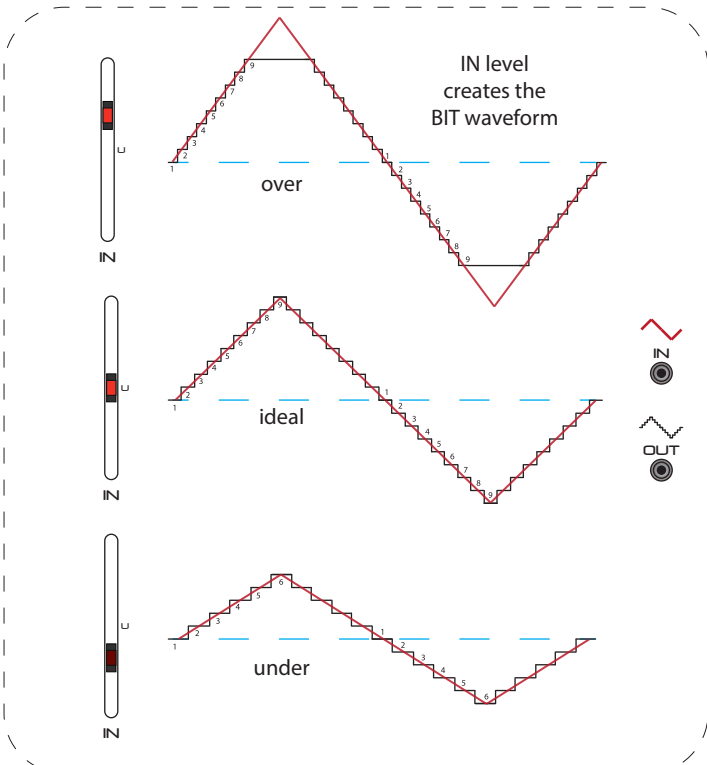 IN level
creates the
BIT waveform
U
IN
1 2 3 4 5 6 7 8 9
1 2 3 4 5 6 7 8 9
over
U
IN
1 2 3 4 5 6 7 8 9
1 2 3 4 5 6 7 8 9
ideal
IN
OUT
U
IN
1 2 3 4 5 6
1 2 3 4 5 6
under